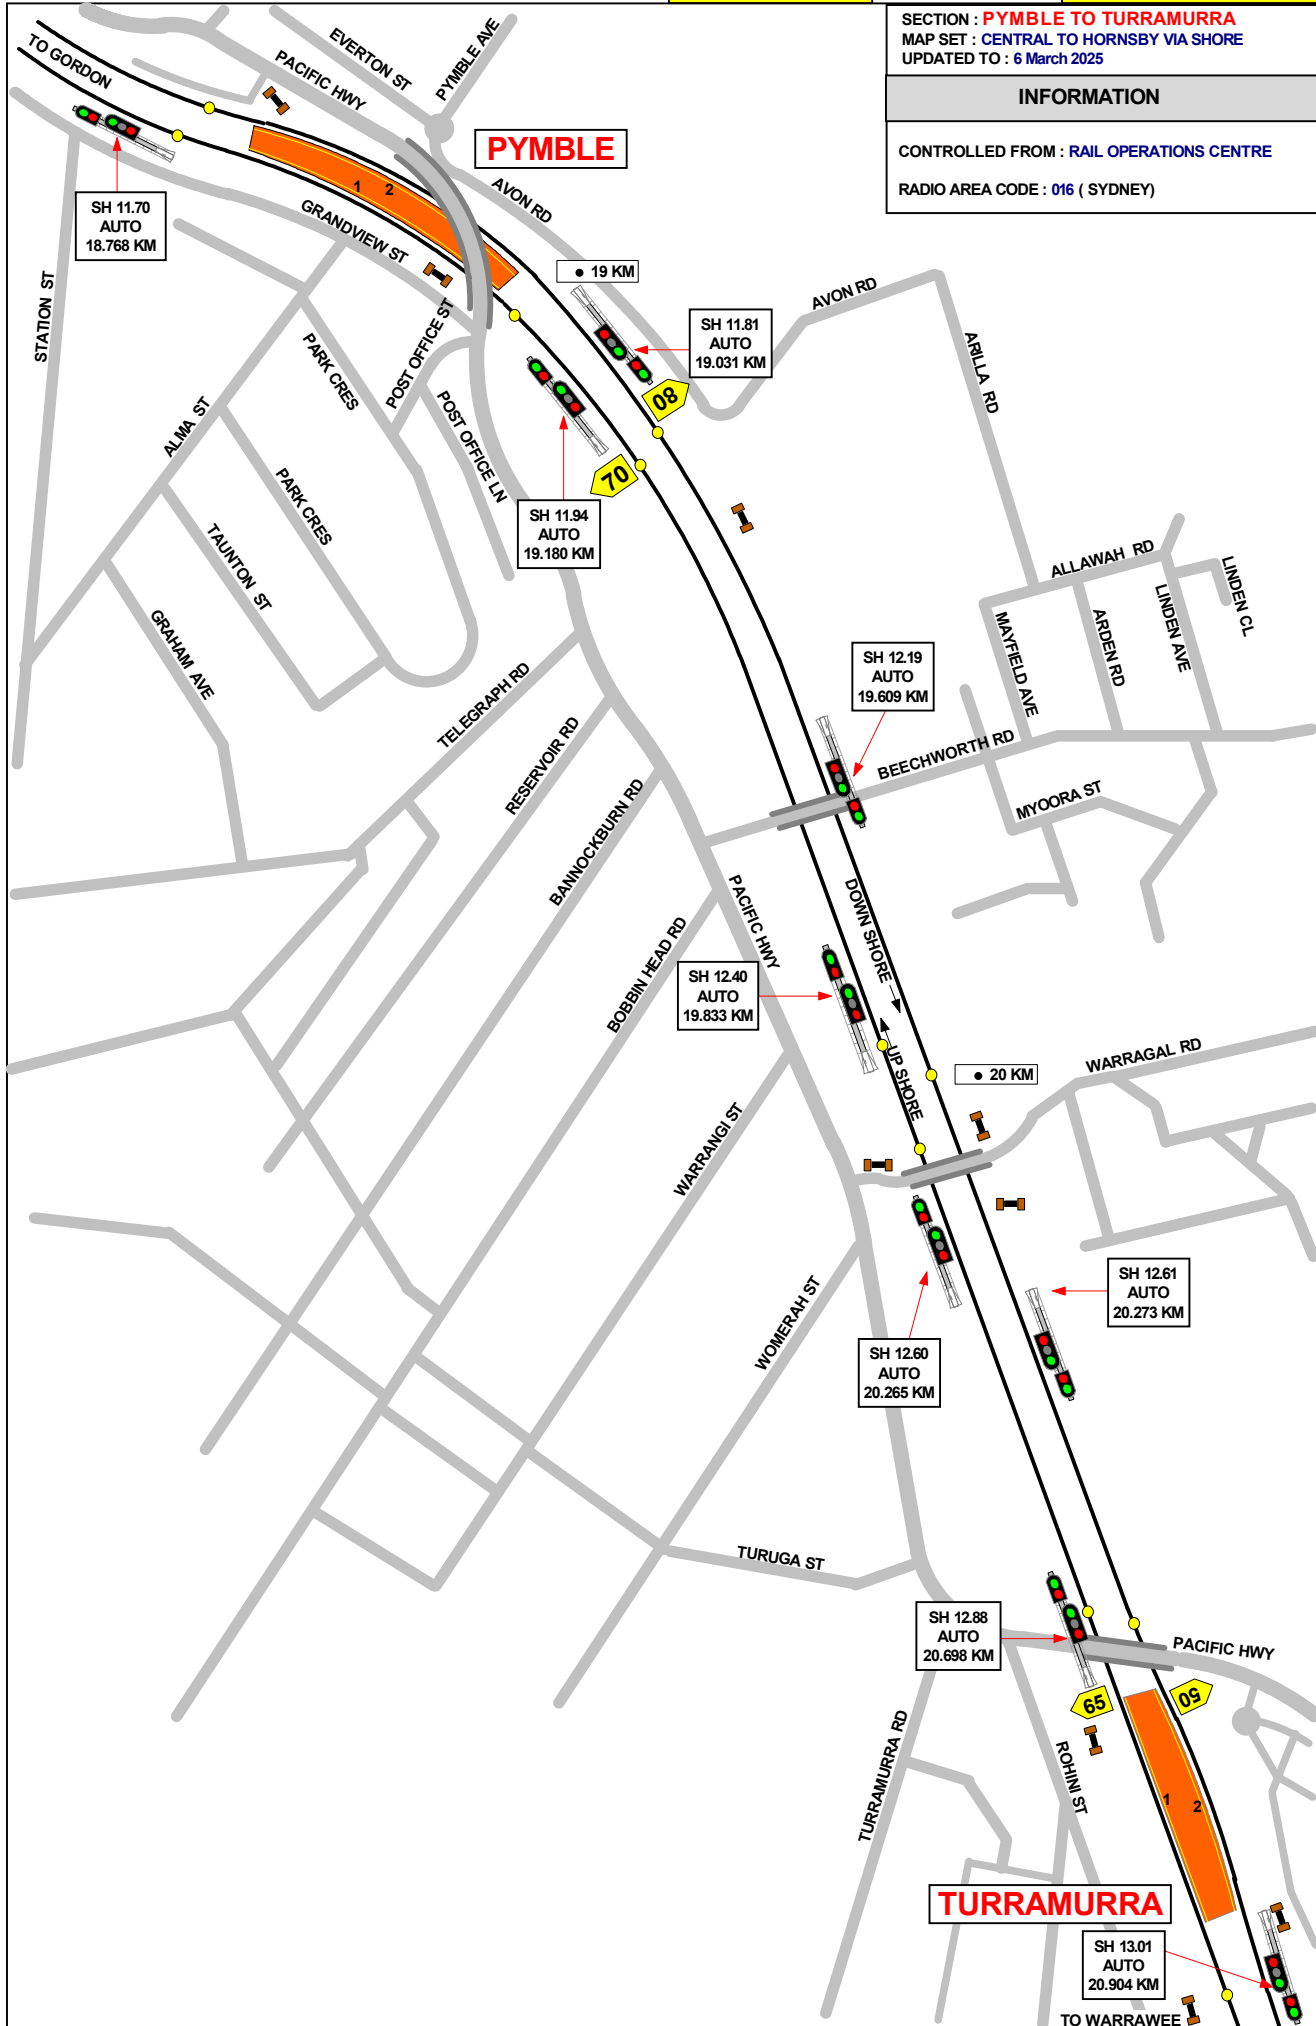 SECTION : PYMBLE TO TURRAMURRA
MAP SET : CENTRAL TO HORNSBY VIA SHORE
UPDATED TO : 6 March 2025
INFORMATION
CONTROLLED FROM : RAIL OPERATIONS CENTRE
RADIO AREA CODE : 016 ( SYDNEY)
TO GORDON
EVERTON ST
PYMBLE AVE
PACIFIC HWY
PYMBLE
1 2
AVON RD
SH 11.70
AUTO
18.768 KM
GRANDVIEW ST
STATION ST
19 KM
AVON RD
SH 11.81
AUTO
19.031 KM
ARILLA RD
POST OFFICE ST
PARK CRES
80
ALMA ST
POST OFFICE LN
70
PARK CRES
SH 11.94
AUTO
19.180 KM
TAUNTON ST
ALLAWAH RD
LINDEN CL
LINDEN AVE
ARDEN RD
MAYFIELD AVE
GRAHAM AVE
SH 12.19
AUTO
19.609 KM
TELEGRAPH RD
RESERVOIR RD
BEECHWORTH RD
MYOORA ST
BANNOCKBURN RD
PACIFIC HWY
DOWN SHORE
BOBBIN HEAD RD
SH 12.40
AUTO
19.833 KM
UP SHORE
20 KM
WARRAGAL RD
WARRANGI ST
SH 12.61
AUTO
20.273 KM
WOMERAH ST
SH 12.60
AUTO
20.265 KM
TURUGA ST
SH 12.88
AUTO
20.698 KM
PACIFIC HWY
65
50
TURRAMURRA RD
ROHINI ST
1 2
TURRAMURRA
SH 13.01
AUTO
20.904 KM
TO WARRAWEE